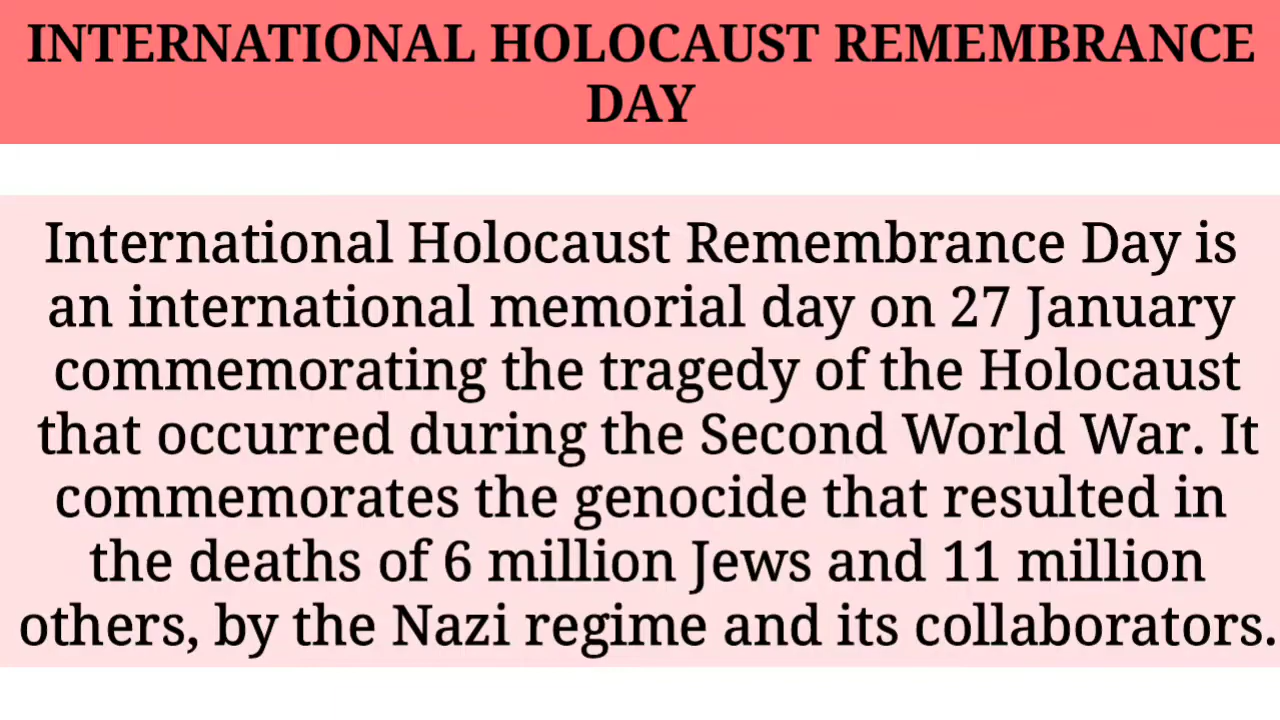 INTERNATIONAL HOLOCAUST REMEMBRANCE
DAY
International Holocaust Remembrance Day is
an international memorial day on 27 January
commemorating the tragedy of the Holocaust
that occurred during the Second World War. It
commemorates the genocide that resulted in
the deaths of 6 million Jews and 11 million
others, by the Nazi regime and its collaborators.